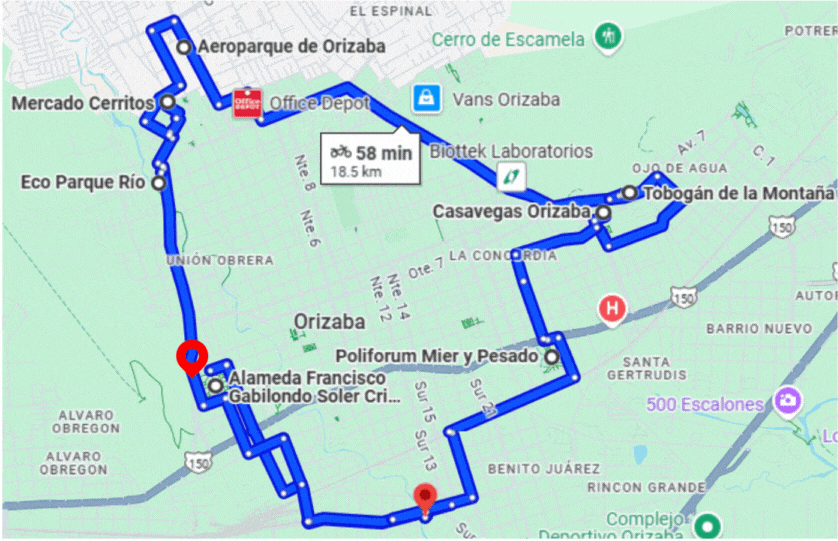 EL ESPINAL
POTRER
Aeroparque de Orizaba
Cerro de Escamela
Mercado Cerritos
Office
DEPOT
Office Depot
Vans Orizaba
58 min
18.5 km
Biottek Laboratorios
Av. 7
C. 1
Nte. 8
OJO DE AGUA
Eco Parque Río
Tobogán de la Montañ
Casavegas Orizaba
Nte. 6
150
UNIÓN OBRERA
Ote. 7
LA CONCORDIA
Nte. 14
Nte. 12
150
AUTO
H
Orizaba
BARRIO NUEVO
Poliforum Mier y Pesado
SANTA
GERTRUDIS
Alameda Francisco
Gabilondo Soler Cri...
Sur 15
Sur 21
500 Escalones
ALVARO
OBREGON
Sur 13
Lo
ALVARO
OBREGON
150
BENITO JUÁREZ
RINCON GRANDE
Complejo
Deportivo Orizaba
Su